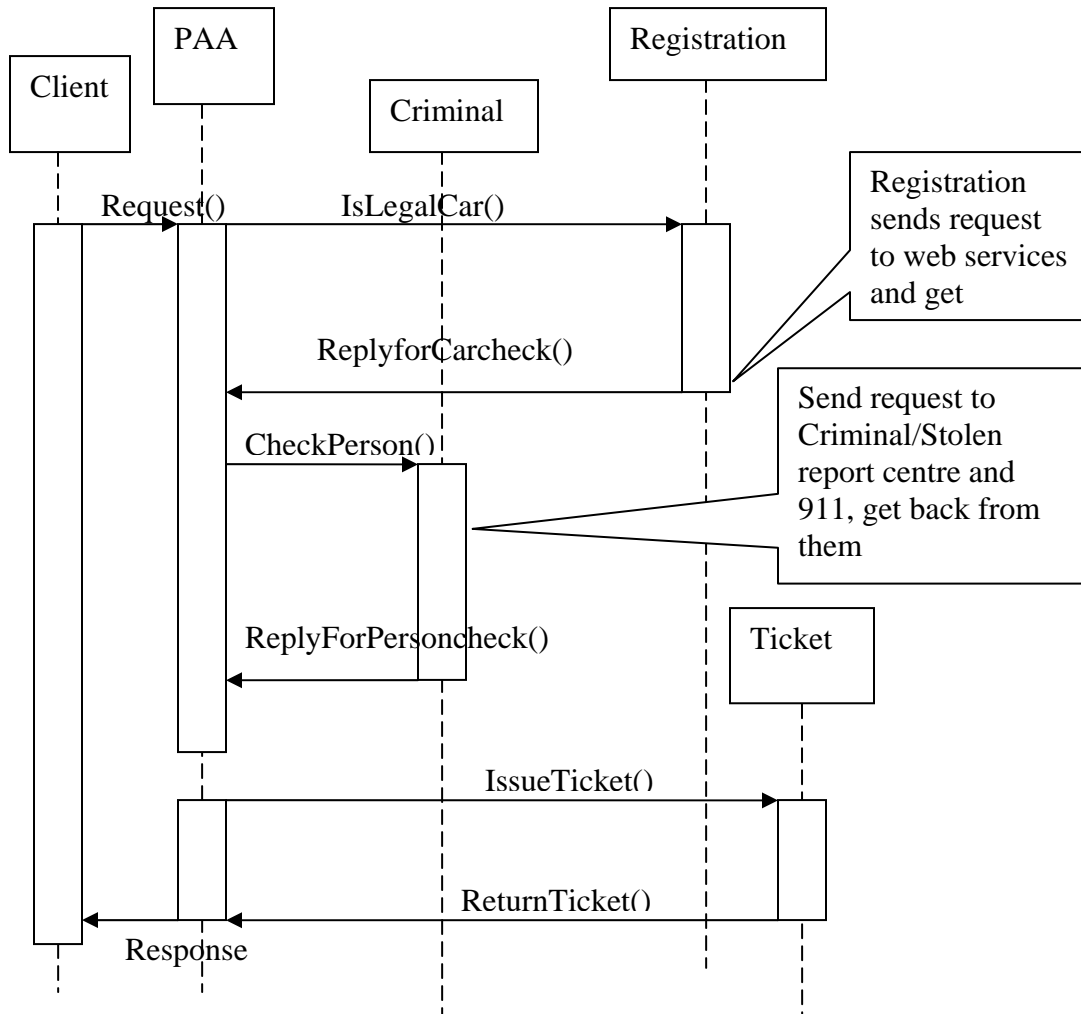 PAA
Registration
Client
Criminal
Request()
IsLegalCar()
Registration
sends request
to web services
and get
ReplyforCarcheck()
Send request to
Criminal/Stolen
report centre and
911, get back from
them
CheckPerson()
ReplyForPersoncheck()
Ticket
IssueTicket()
ReturnTicket()
Response